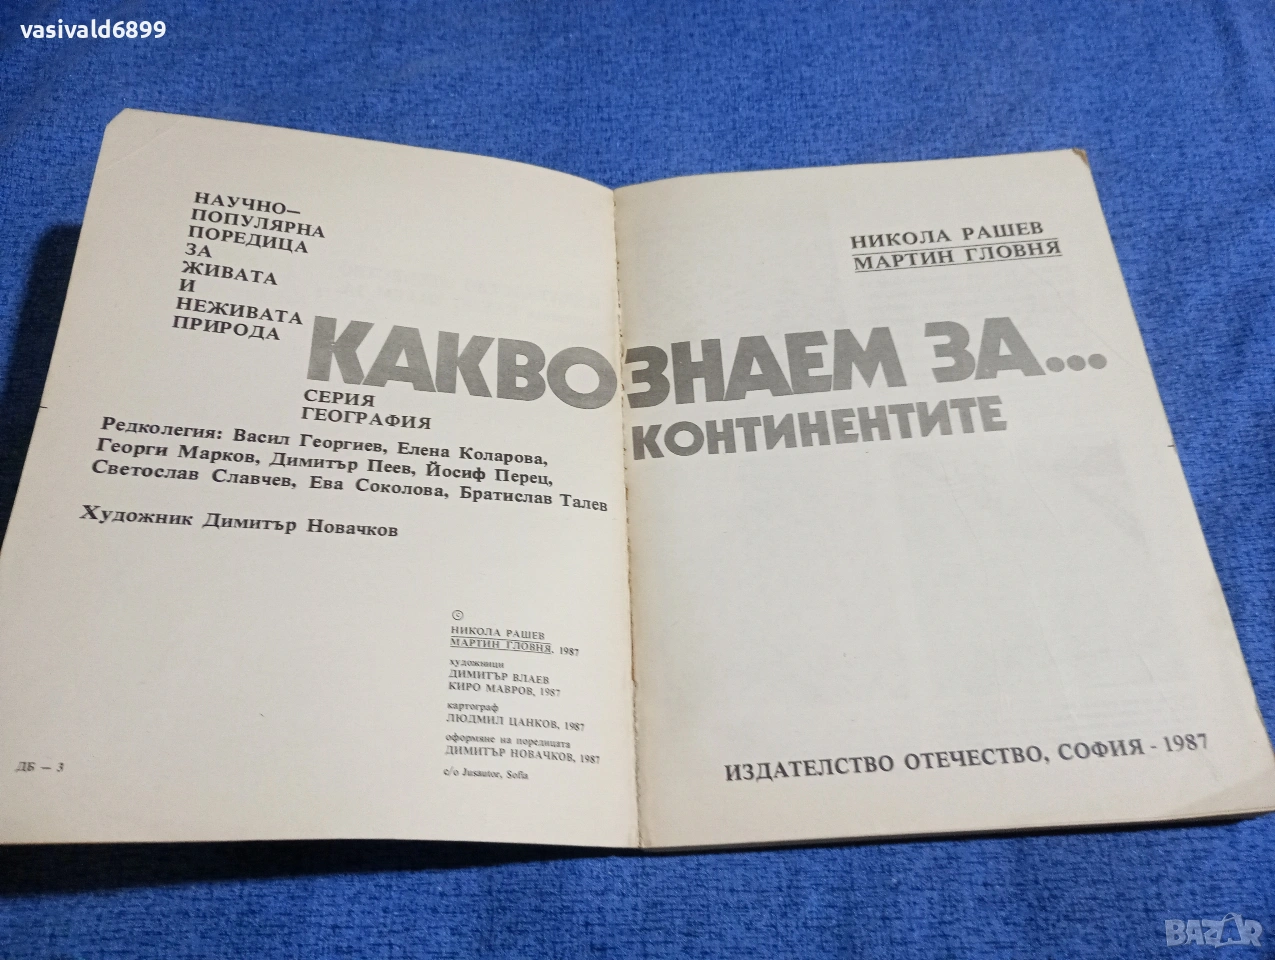 vasivald6899
НАУЧНО—
ПОПУЛЯРНА
ПОРЕДИЦА
ЗА
ЖИВАТА
И
НЕЖИВАТА
ПРИРОДА
КАКВО
СЕРИЯ
ГЕОГРАФИЯ
Редколегия: Васил Георгиев, Елена Коларова,
Георги Марков, Димитър Пеев, Йосиф Перец,
Светослав Славчев, Ева Соколова, Братислав Талев
Художник Димитър Новачков
©
НИКОЛА РАШЕВ
МАРТИН ГЛОВНЯ, 1987
художници
ДИМИТЪР ВЛАЕВ
КИРО МАВРОВ, 1987
картограф
ЛЮДМИЛ ЦАНКОВ, 1987
оформяне на поредицата
ДИМИТЪР НОВАЧКОВ, 1987
c/o Jusautor, Sofia
ДБ — 3
НИКОЛА РАШЕВ
МАРТИН ГЛОВНЯ
ЗНАЕМ ЗА...
КОНТИНЕНТИТЕ
ИЗДАТЕЛСТВО ОТЕЧЕСТВО, СОФИЯ - 1987
BAZAR